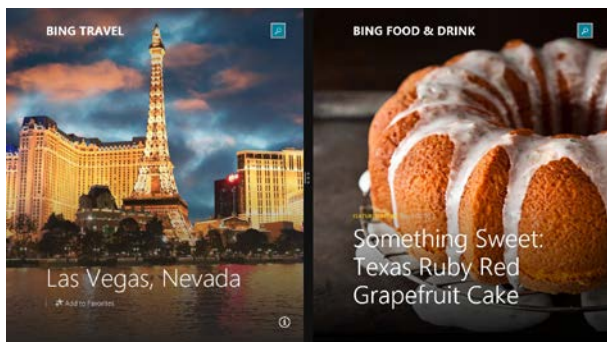 BING TRAVEL
Las Vegas, Nevada
Add to Favorites
BING FOOD & DRINK
Something Sweet:
Texas Ruby Red
Grapefruit Cake